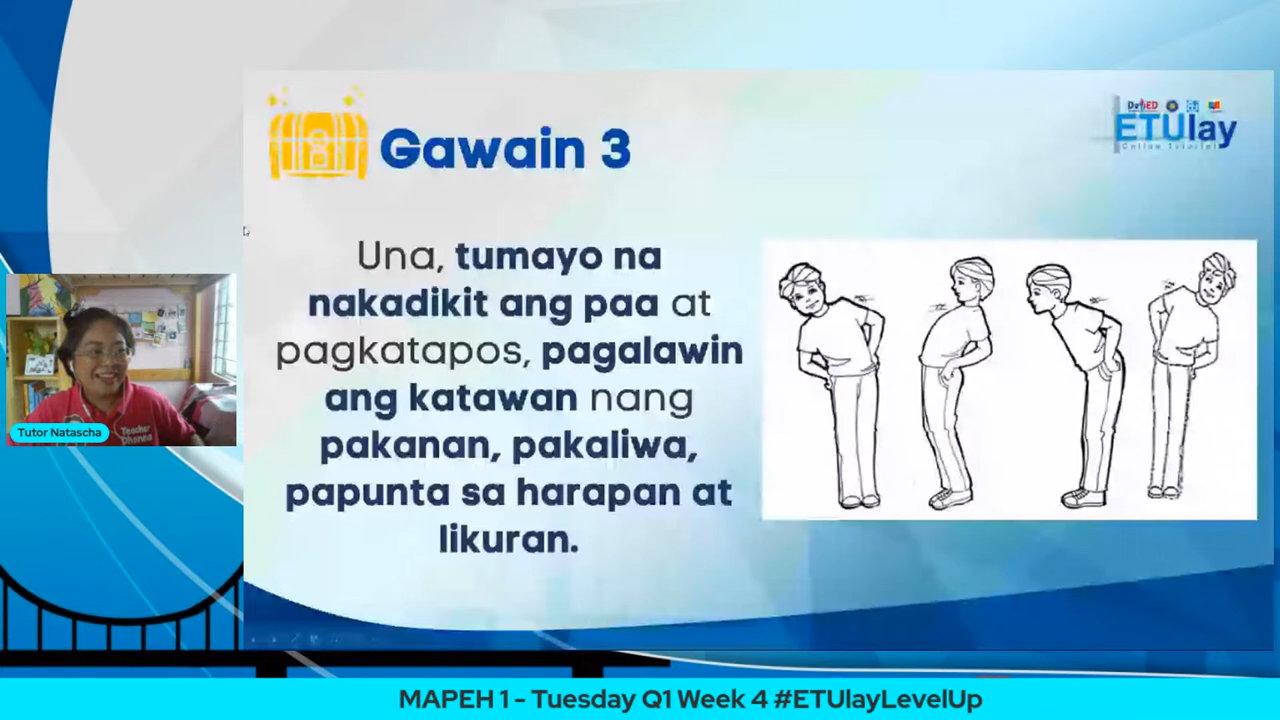 Gawain 3
DepED
ETUlay
Online Tutorial
Una, tumayo na
nakadikit ang paa at
pagkatapos, pagalawin
ang katawan nang
pakanan, pakaliwa,
papunta sa harapan at
likuran.
Teacher
Tutor Natascha
MAPEH 1 - Tuesday Q1 Week 4 #ETUlayLevelUp